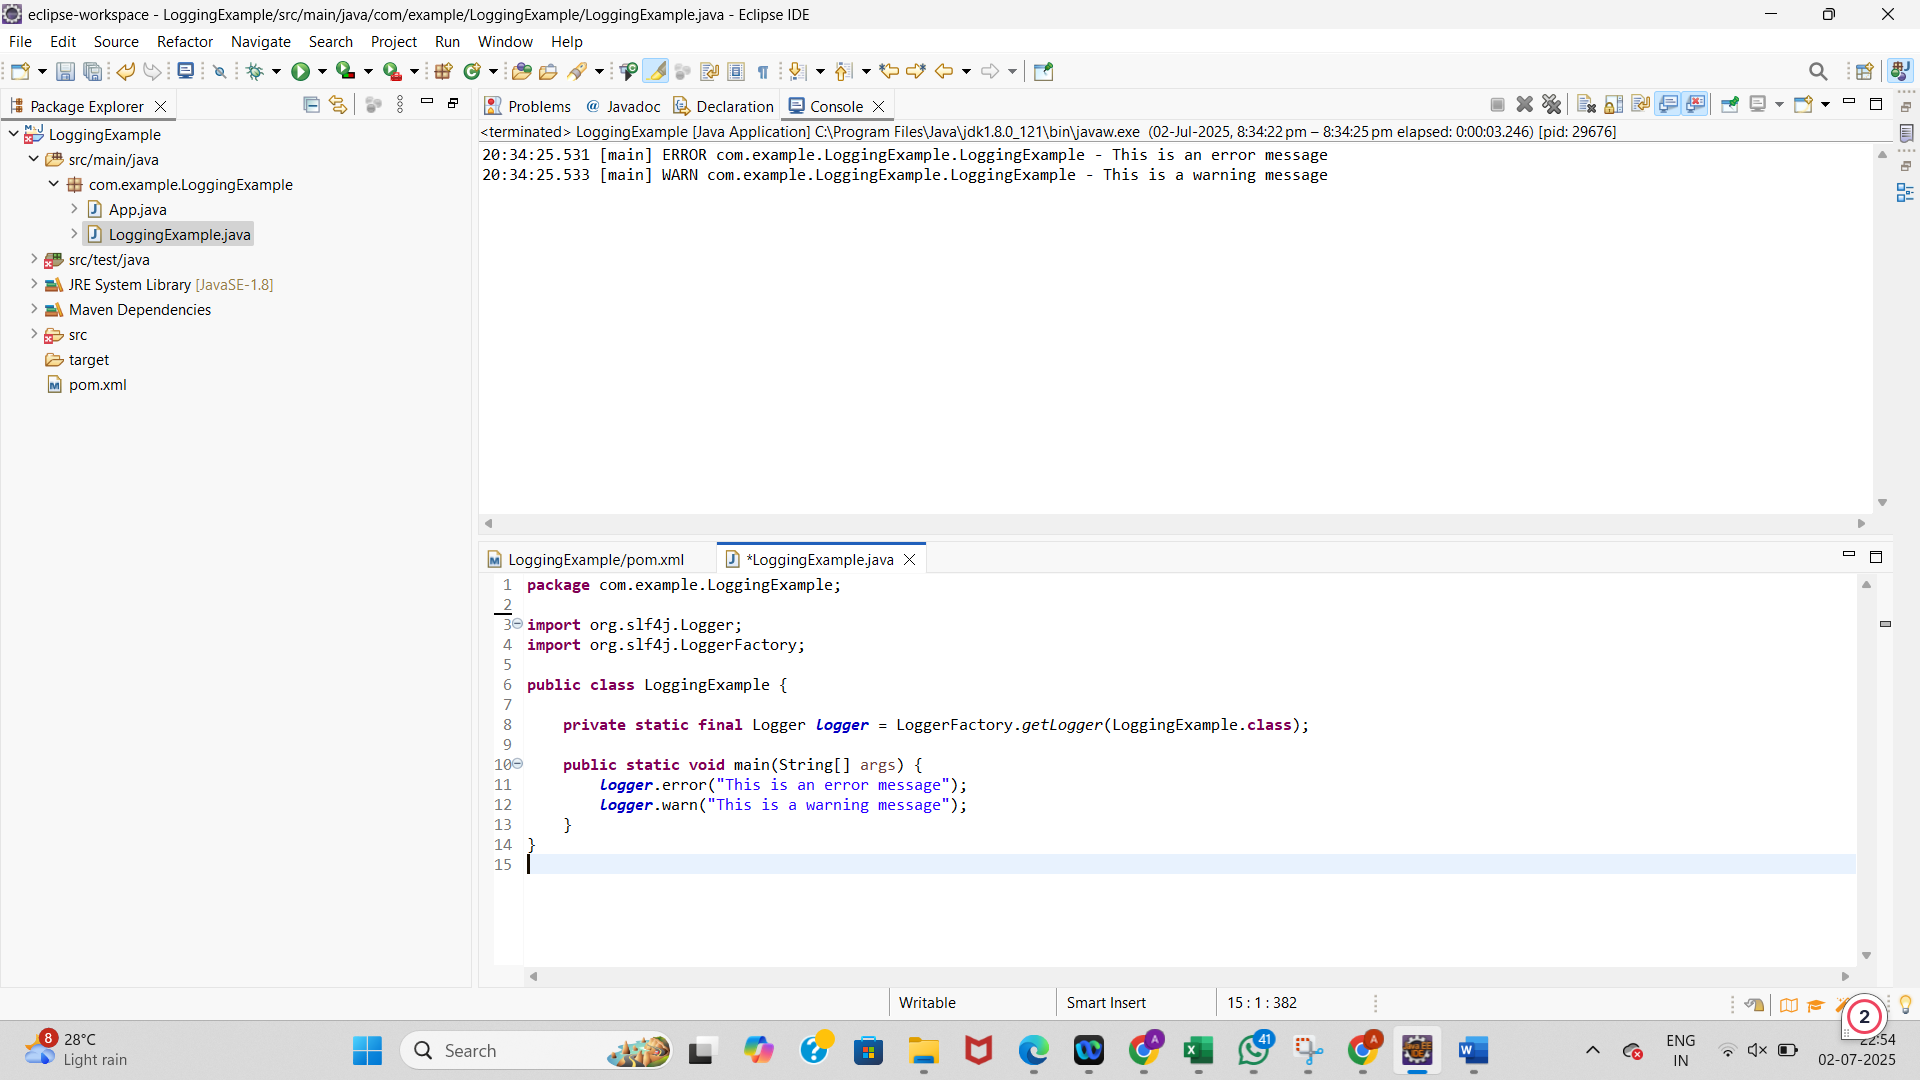 eclipse-workspace - LoggingExample/src/main/java/com/example/LoggingExample/LoggingExample.java - Eclipse IDE
File Edit Source Refactor Navigate Search Project Run Window Help
Package Explorer
LoggingExample
src/main/java
com.example.LoggingExample
App.java
LoggingExample.java
src/test/java
JRE System Library [JavaSE-1.8]
Maven Dependencies
src
target
pom.xml
Problems @ Javadoc Declaration Console
<terminated> LoggingExample [Java Application] C:\Program Files\Java\jdk1.8.0_121\bin\javaw.exe (02-Jul-2025, 8:34:22 pm – 8:34:25 pm elapsed: 0:00:03.246) [pid: 29676]
20:34:25.531 [main] ERROR com.example.LoggingExample.LoggingExample - This is an error message
20:34:25.533 [main] WARN com.example.LoggingExample.LoggingExample - This is a warning message
LoggingExample/pom.xml *LoggingExample.java
1 package com.example.LoggingExample;
2
3 import org.slf4j.Logger;
4 import org.slf4j.LoggerFactory;
5
6 public class LoggingExample {
7
8 private static final Logger logger = LoggerFactory.getLogger(LoggingExample.class);
9
10 public static void main(String[] args) {
11 logger.error("This is an error message");
12 logger.warn("This is a warning message");
13 }
14 }
15
Writable Smart Insert 15 : 1 : 382
2
8 28°C
Light rain
Search
41
ENG
IN
22:54
02-07-2025